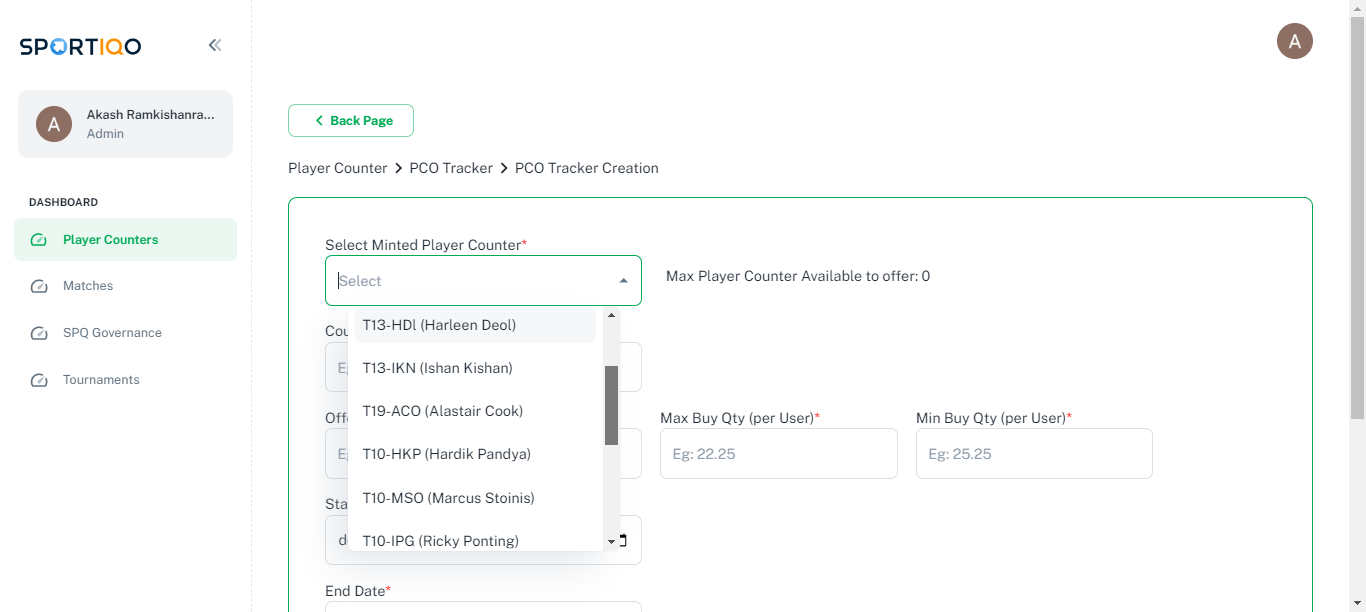 SPORTIQO
A
A
Akash Ramkishanra...
Admin
DASHBOARD
Player Counters
Matches
SPQ Governance
Tournaments
Back Page
Player Counter > PCO Tracker > PCO Tracker Creation
Select Minted Player Counter*
Select
Max Player Counter Available to offer: 0
T13-HDl (Harleen Deol)
T13-IKN (Ishan Kishan)
T19-ACO (Alastair Cook)
T10-HKP (Hardik Pandya)
T10-MSO (Marcus Stoinis)
T10-IPG (Ricky Ponting)
Max Buy Qty (per User)*
Min Buy Qty (per User)*
Eg: 22.25
Eg: 25.25
End Date*